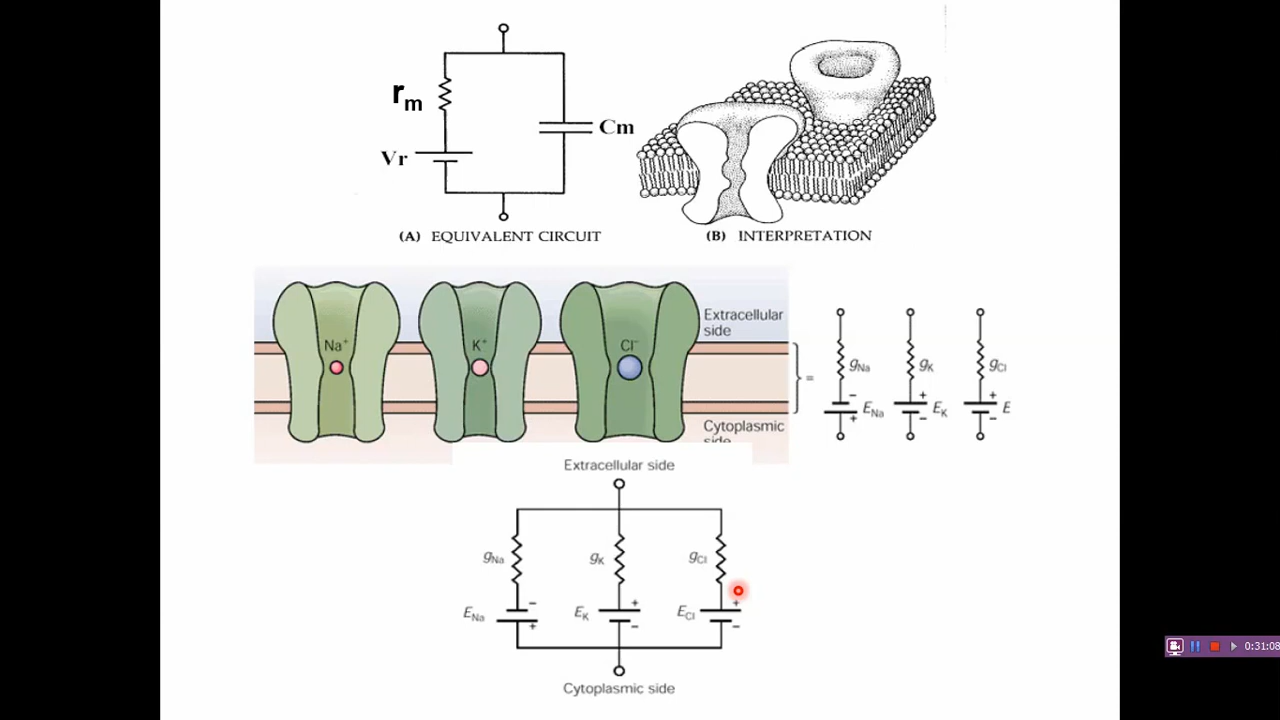 rm
Cm
Vr
(A) EQUIVALENT CIRCUIT
(B) INTERPRETATION
Na⁺
K⁺
Cl⁻
Extracellular
side
Cytoplasmic
side
=
gNa
gK
gCl
−
+
ENa
+
−
EK
+
−
E
Extracellular side
gNa
gK
gCl
ENa
−
+
EK
+
−
ECl
+
−
Cytoplasmic side
0:31:08